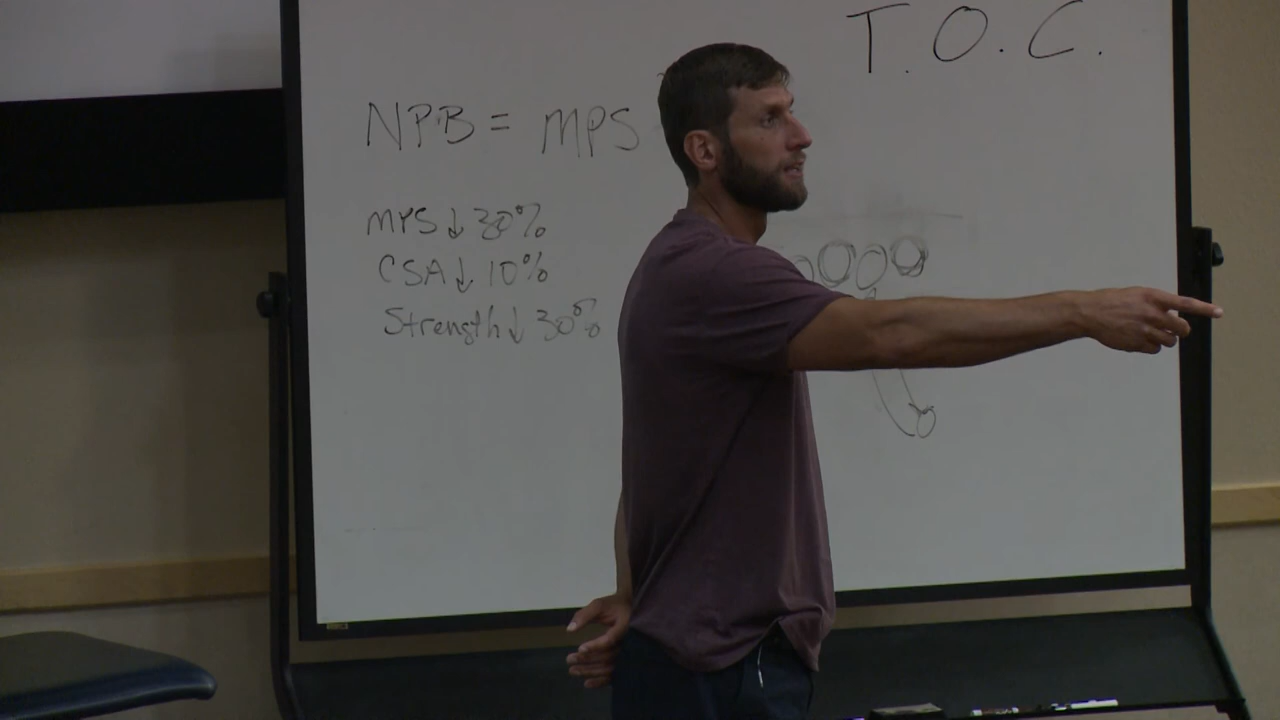 T.O.C.
NPB = MPS
MPS ↓ 30%
CSA ↓ 10%
Strength ↓ 30%